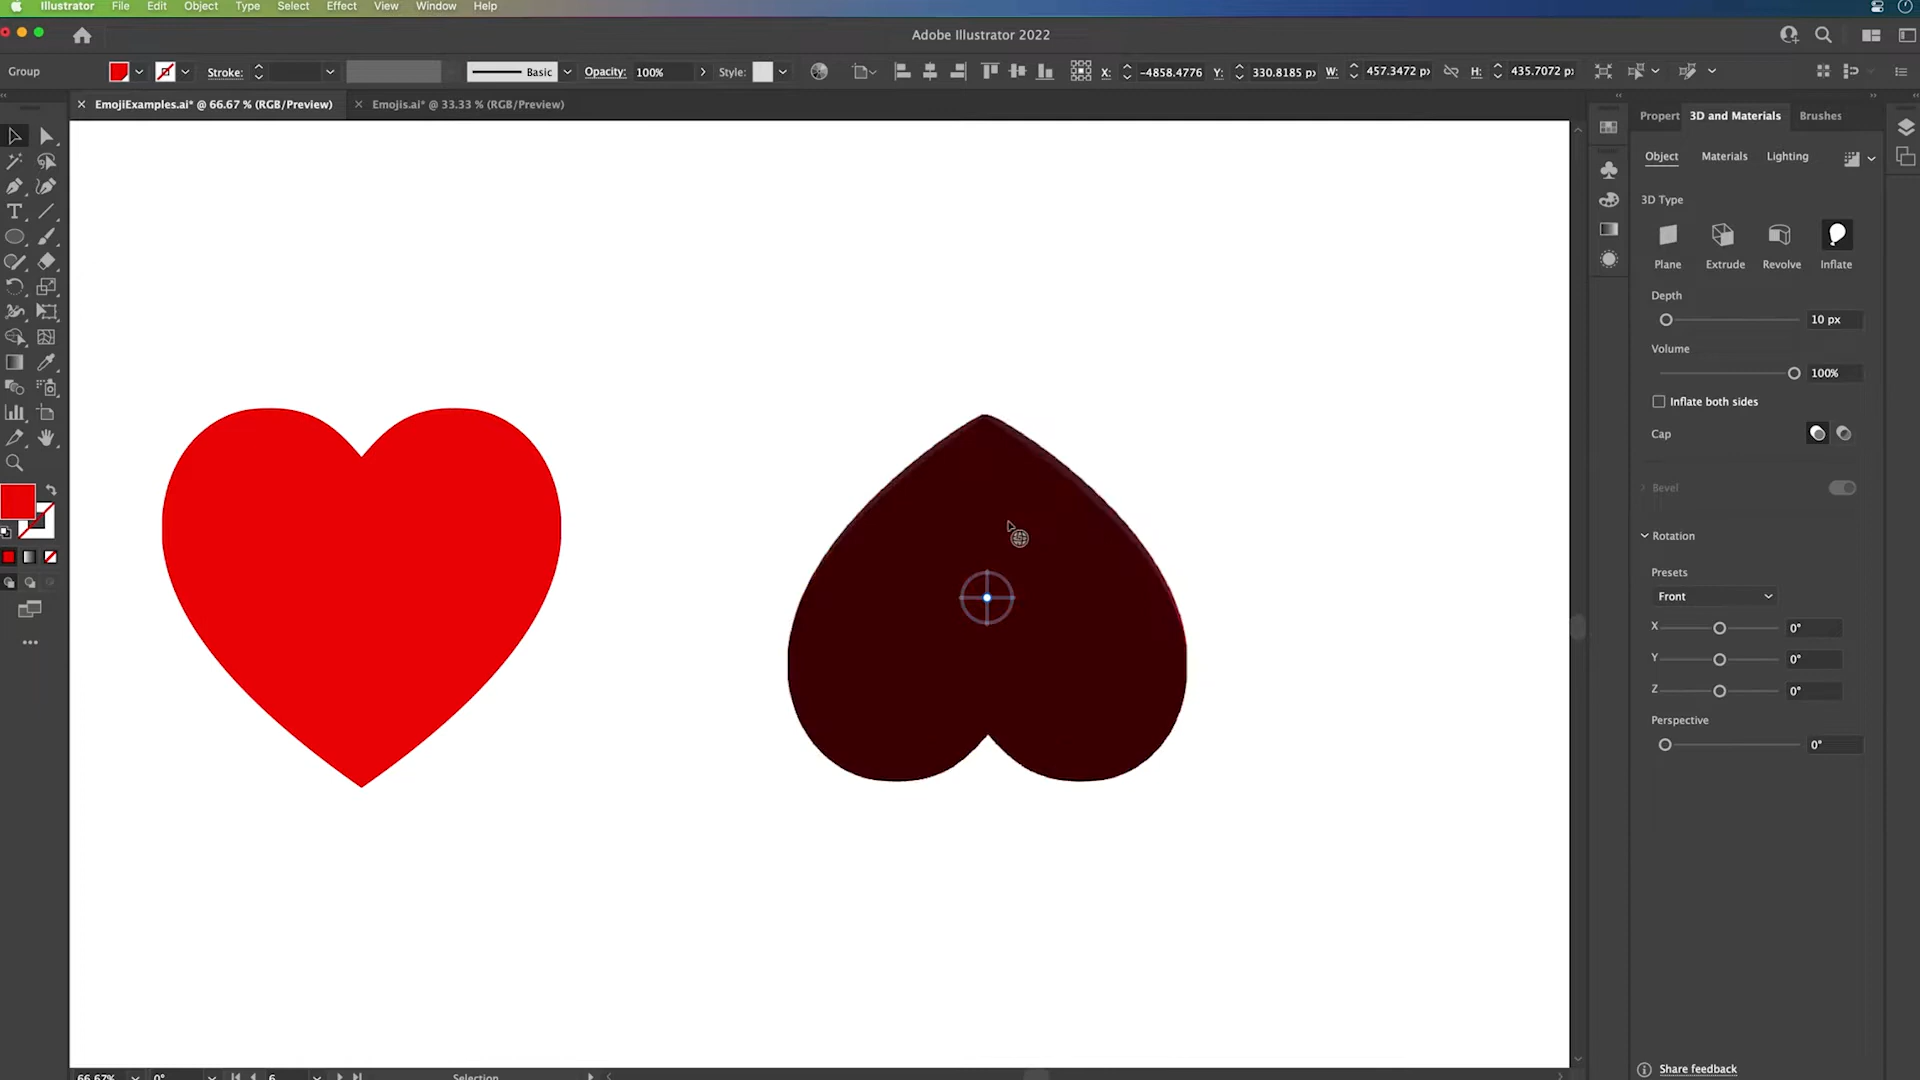 Illustrator File Edit Object Type Select Effect View Window Help
Adobe Illustrator 2022
Group Stroke: Basic Opacity: 100% Style: X: -4858.4776 Y: 330.8185 px W: 457.3472 px H: 435.7072 px
EmojiExamples.ai* @ 66.67 % (RGB/Preview) Emojis.ai* @ 33.33 % (RGB/Preview)
Propert 3D and Materials Brushes
Object Materials Lighting
3D Type
Plane Extrude Revolve Inflate
Depth
10 px
Volume
100%
Inflate both sides
Cap
Bevel
Rotation
Presets
Front
X 0°
Y 0°
Z 0°
Perspective
0°
Share feedback
66.67% 0° 6 Selection